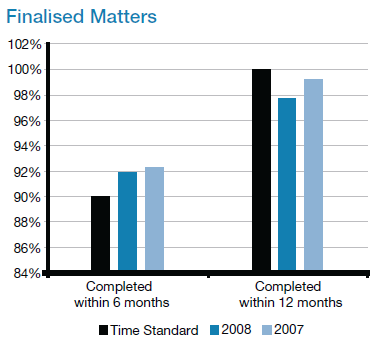 Finalised Matters
102%
100%
98%
96%
94%
92%
90%
88%
86%
84%
Completed
within 6 months
Completed
within 12 months
Time Standard 2008 2007